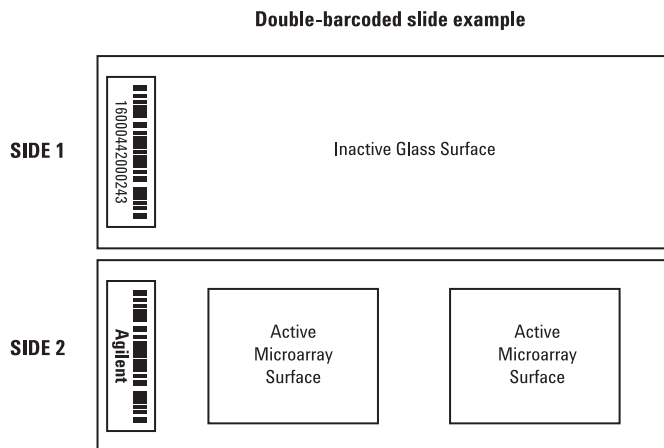 Double-barcoded slide example
SIDE 1
16000442000243
Inactive Glass Surface
SIDE 2
Agilent
Active
Microarray
Surface
Active
Microarray
Surface